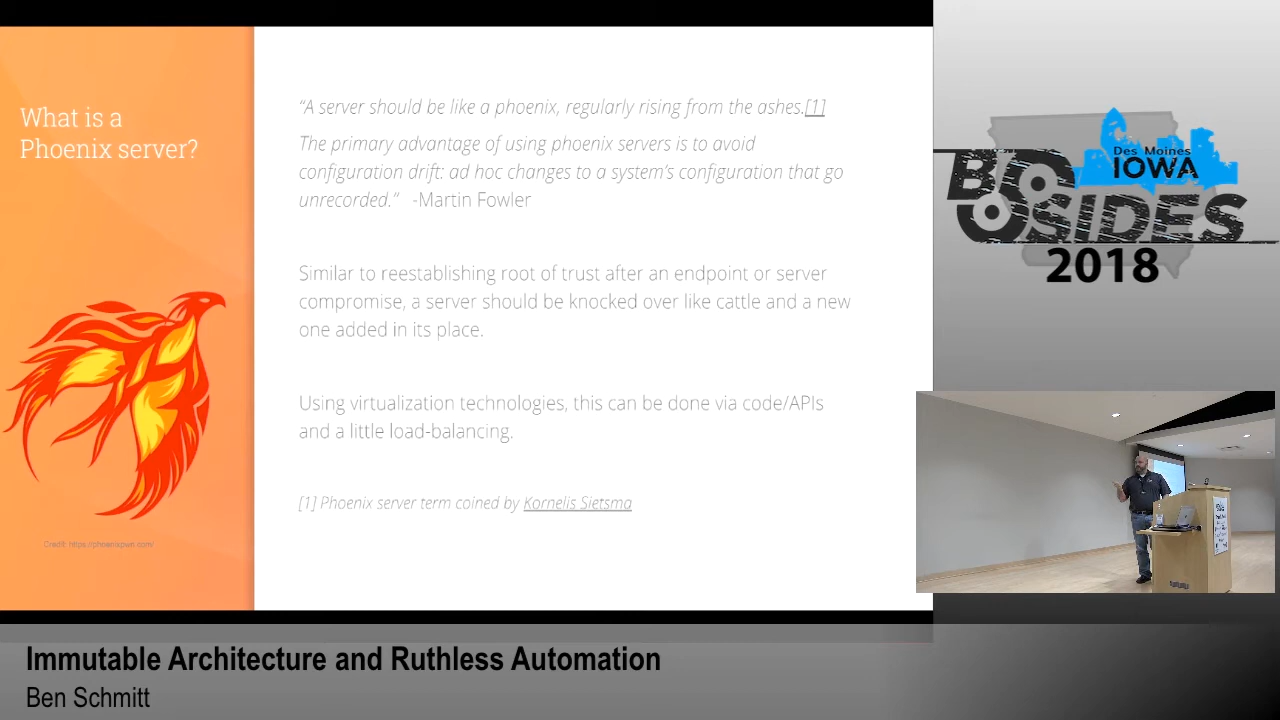 What is a
Phoenix server?
Credit: https://phoenixpwn.com/
“A server should be like a phoenix, regularly rising from the ashes.[1]
The primary advantage of using phoenix servers is to avoid
configuration drift: ad hoc changes to a system’s configuration that go
unrecorded.” -Martin Fowler
Similar to reestablishing root of trust after an endpoint or server
compromise, a server should be knocked over like cattle and a new
one added in its place.
Using virtualization technologies, this can be done via code/APIs
and a little load-balancing.
[1] Phoenix server term coined by Kornelis Sietsma
Des Moines
IOWA
BSIDES
2018
Immutable Architecture and Ruthless Automation
Ben Schmitt